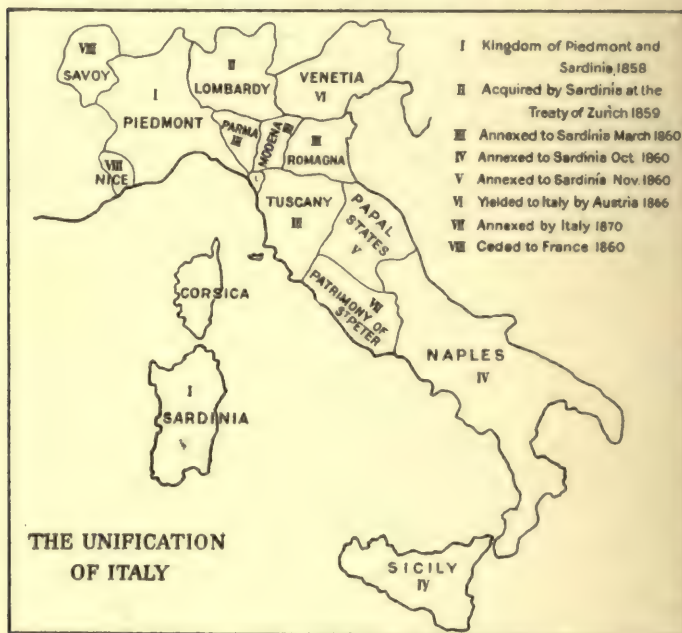 VIII
SAVOY
I
PIEDMONT
VIII
NICE
II
LOMBARDY
VENETIA
VI
PARMA
III
MODENA
III
III
ROMAGNA
TUSCANY
III
PAPAL
STATES
V
VII
PATRIMONY OF
ST PETER
CORSICA
I
SARDINIA
NAPLES
IV
SICILY
IV
I Kingdom of Piedmont and
Sardinia, 1858
II Acquired by Sardinia at the
Treaty of Zurich 1859
III Annexed to Sardinia March 1860
IV Annexed to Sardinia Oct. 1860
V Annexed to Sardinia Nov. 1860
VI Yielded to Italy by Austria 1866
VII Annexed by Italy 1870
VIII Ceded to France 1860
THE UNIFICATION
OF ITALY